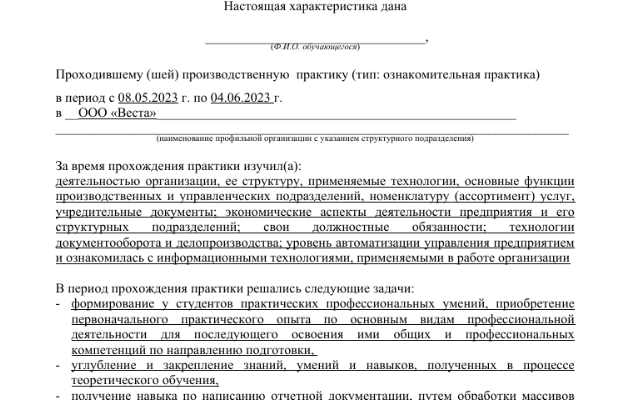 Настоящая характеристика дана
__________________________________,
(Ф.И.О. обучающегося)
Проходившему (шей) производственную практику (тип: ознакомительная практика)
в период с 08.05.2023 г. по 04.06.2023 г.
в __ООО «Веста»
(наименование профильной организации с указанием структурного подразделения)
За время прохождения практики изучил(а):
деятельностью организации, ее структуру, применяемые технологии, основные функции
производственных и управленческих подразделений, номенклатуру (ассортимент) услуг,
учредительные документы; экономические аспекты деятельности предприятия и его
структурных подразделений; свои должностные обязанности; технологии
документооборота и делопроизводства; уровень автоматизации управления предприятием
и ознакомилась с информационными технологиями, применяемыми в работе организации
В период прохождения практики решались следующие задачи:
- формирование у студентов практических профессиональных умений, приобретение
первоначального практического опыта по основным видам профессиональной
деятельности для последующего освоения ими общих и профессиональных
компетенций по направлению подготовки,
- углубление и закрепление знаний, умений и навыков, полученных в процессе
теоретического обучения,
- получение навыка по написанию отчетной документации, путем обработки массивов